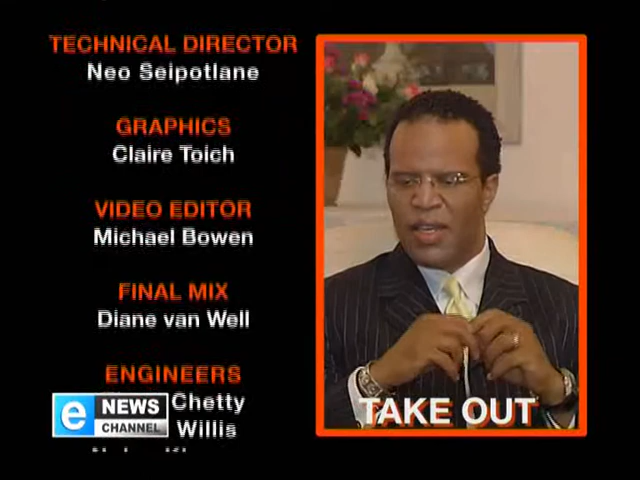 TECHNICAL DIRECTOR
Neo Seipotlane
GRAPHICS
Claire Toich
VIDEO EDITOR
Michael Bowen
FINAL MIX
Diane van Well
ENGINEERS
Chetty
Willis
e NEWS
CHANNEL
TAKE OUT